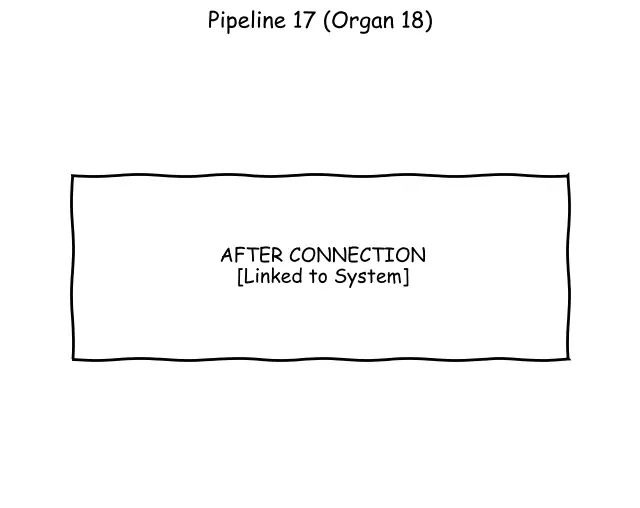 Pipeline 17 (Organ 18)
AFTER CONNECTION
[Linked to System]